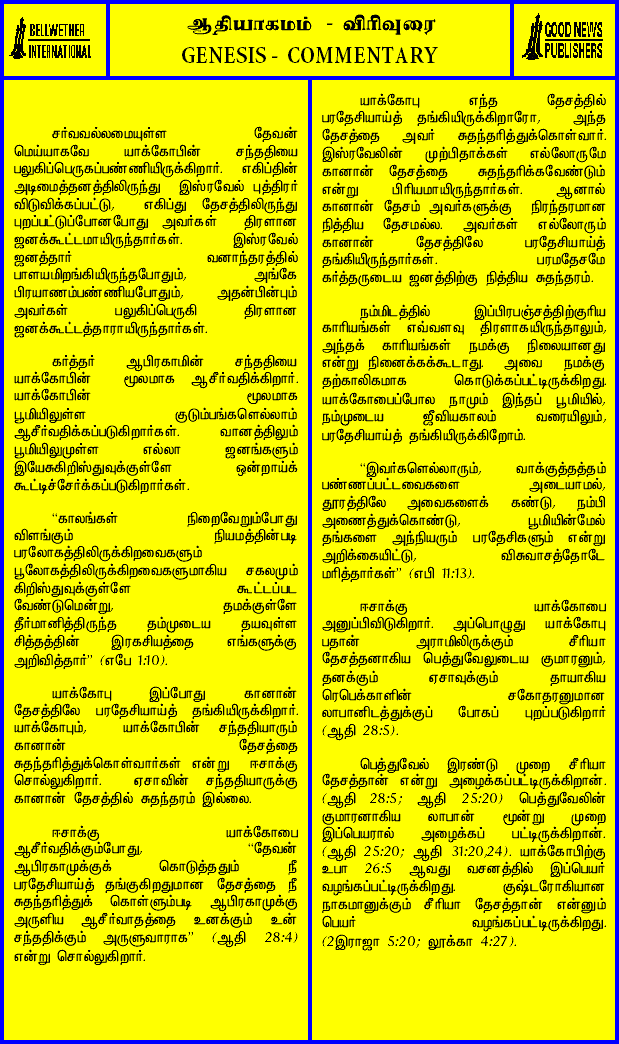 BELLWETHER
INTERNATIONAL
ஆதியாகமம் - விரிவுரை
GENESIS - COMMENTARY
GOOD NEWS
PUBLISHERS
சர்வவல்லமையுள்ள தேவன்
மெய்யாகவே யாக்கோபின் சந்ததியை
பலுகிப்பெருகப்பண்ணியிருக்கிறார். எகிப்தின்
அடிமைத்தனத்திலிருந்து இஸ்ரவேல் புத்திரர்
விடுவிக்கப்பட்டு, எகிப்து தேசத்திலிருந்து
புறப்பட்டுப்போனபோது அவர்கள் திரளான
ஜனக்கூட்டமாயிருந்தார்கள். இஸ்ரவேல்
ஜனத்தார் வனாந்தரத்தில்
பாளயமிறங்கியிருந்தபோதும், அங்கே
பிரயாணம்பண்ணியபோதும், அதன்பின்பும்
அவர்கள் பலுகிப்பெருகி திரளான
ஜனக்கூட்டத்தாராயிருந்தார்கள்.
கர்த்தர் ஆபிரகாமின் சந்ததியை
யாக்கோபின் மூலமாக ஆசீர்வதிக்கிறார்.
யாக்கோபின் மூலமாக
பூமியிலுள்ள குடும்பங்களெல்லாம்
ஆசீர்வதிக்கப்படுகிறார்கள். வானத்திலும்
பூமியிலுமுள்ள எல்லா ஜனங்களும்
இயேசுகிறிஸ்துவுக்குள்ளே ஒன்றாய்க்
கூட்டிச்சேர்க்கப்படுகிறார்கள்.
“காலங்கள் நிறைவேறும்போது
விளங்கும் நியமத்தின்படி
பரலோகத்திலிருக்கிறவைகளும்
பூலோகத்திலிருக்கிறவைகளுமாகிய சகலமும்
கிறிஸ்துவுக்குள்ளே கூட்டப்பட
வேண்டுமென்று, தமக்குள்ளே
தீர்மானித்திருந்த தம்முடைய தயவுள்ள
சித்தத்தின் இரகசியத்தை எங்களுக்கு
அறிவித்தார்” (எபே 1:10).
யாக்கோபு இப்போது கானான்
தேசத்திலே பரதேசியாய்த் தங்கியிருக்கிறார்.
யாக்கோபும், யாக்கோபின் சந்ததியாரும்
கானான் தேசத்தை
சுதந்தரித்துக்கொள்வார்கள் என்று ஈசாக்கு
சொல்லுகிறார். ஏசாவின் சந்ததியாருக்கு
கானான் தேசத்தில் சுதந்தரம் இல்லை.
ஈசாக்கு யாக்கோபை
ஆசீர்வதிக்கும்போது, “தேவன்
ஆபிரகாமுக்குக் கொடுத்ததும் நீ
பரதேசியாய்த் தங்குகிறதுமான தேசத்தை நீ
சுதந்தரித்துக் கொள்ளும்படி ஆபிரகாமுக்கு
அருளிய ஆசீர்வாதத்தை உனக்கும் உன்
சந்ததிக்கும் அருளுவாராக” (ஆதி 28:4)
என்று சொல்லுகிறார்.
யாக்கோபு எந்த தேசத்தில்
பரதேசியாய்த் தங்கியிருக்கிறாரோ, அந்த
தேசத்தை அவர் சுதந்தரித்துக்கொள்வார்.
இஸ்ரவேலின் முற்பிதாக்கள் எல்லோருமே
கானான் தேசத்தை சுதந்தரிக்கவேண்டும்
என்று பிரியமாயிருந்தார்கள். ஆனால்
கானான் தேசம் அவர்களுக்கு நிரந்தரமான
நித்திய தேசமல்ல. அவர்கள் எல்லோரும்
கானான் தேசத்திலே பரதேசியாய்த்
தங்கியிருந்தார்கள். பரமதேசமே
கர்த்தருடைய ஜனத்திற்கு நித்திய சுதந்தரம்.
நம்மிடத்தில் இப்பிரபஞ்சத்திற்குரிய
காரியங்கள் எவ்வளவு திரளாகயிருந்தாலும்,
அந்தக் காரியங்கள் நமக்கு நிலையானது
என்று நினைக்கக்கூடாது. அவை நமக்கு
தற்காலிகமாக கொடுக்கப்பட்டிருக்கிறது.
யாக்கோபைப்போல நாமும் இந்தப் பூமியில்,
நம்முடைய ஜீவியகாலம் வரையிலும்,
பரதேசியாய்த் தங்கியிருக்கிறோம்.
“இவர்களெல்லாரும், வாக்குத்தத்தம்
பண்ணப்பட்டவைகளை அடையாமல்,
தூரத்திலே அவைகளைக் கண்டு, நம்பி
அணைத்துக்கொண்டு, பூமியின்மேல்
தங்களை அந்நியரும் பரதேசிகளும் என்று
அறிக்கையிட்டு, விசுவாசத்தோடே
மரித்தார்கள்” (எபி 11:13).
ஈசாக்கு யாக்கோபை
அனுப்பிவிடுகிறார். அப்பொழுது யாக்கோபு
பதான் அராமிலிருக்கும் சீரியா
தேசத்தனாகிய பெத்துவேலுடைய குமாரனும்,
தனக்கும் ஏசாவுக்கும் தாயாகிய
ரெபெக்காளின் சகோதரனுமான
லாபானிடத்துக்குப் போகப் புறப்படுகிறார்
(ஆதி 28:5).
பெத்துவேல் இரண்டு முறை சீரியா
தேசத்தான் என்று அழைக்கப்பட்டிருக்கிறான்.
(ஆதி 28:5; ஆதி 25:20) பெத்துவேலின்
குமாரனாகிய லாபான் மூன்று முறை
இப்பெயரால் அழைக்கப் பட்டிருக்கிறான்.
(ஆதி 25:20; ஆதி 31:20,24). யாக்கோபிற்கு
உபா 26:5 ஆவது வசனத்தில் இப்பெயர்
வழங்கப்பட்டிருக்கிறது. குஷ்டரோகியான
நாகமானுக்கும் சீரியா தேசத்தான் என்னும்
பெயர் வழங்கப்பட்டிருக்கிறது.
(2இராஜா 5:20; லூக்கா 4:27).